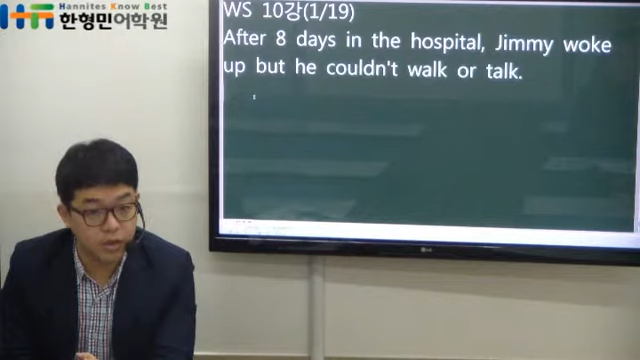 Hannites Know Best
한형민어학원
WS 10강(1/19)
After 8 days in the hospital, Jimmy woke
up but he couldn't walk or talk.
LG